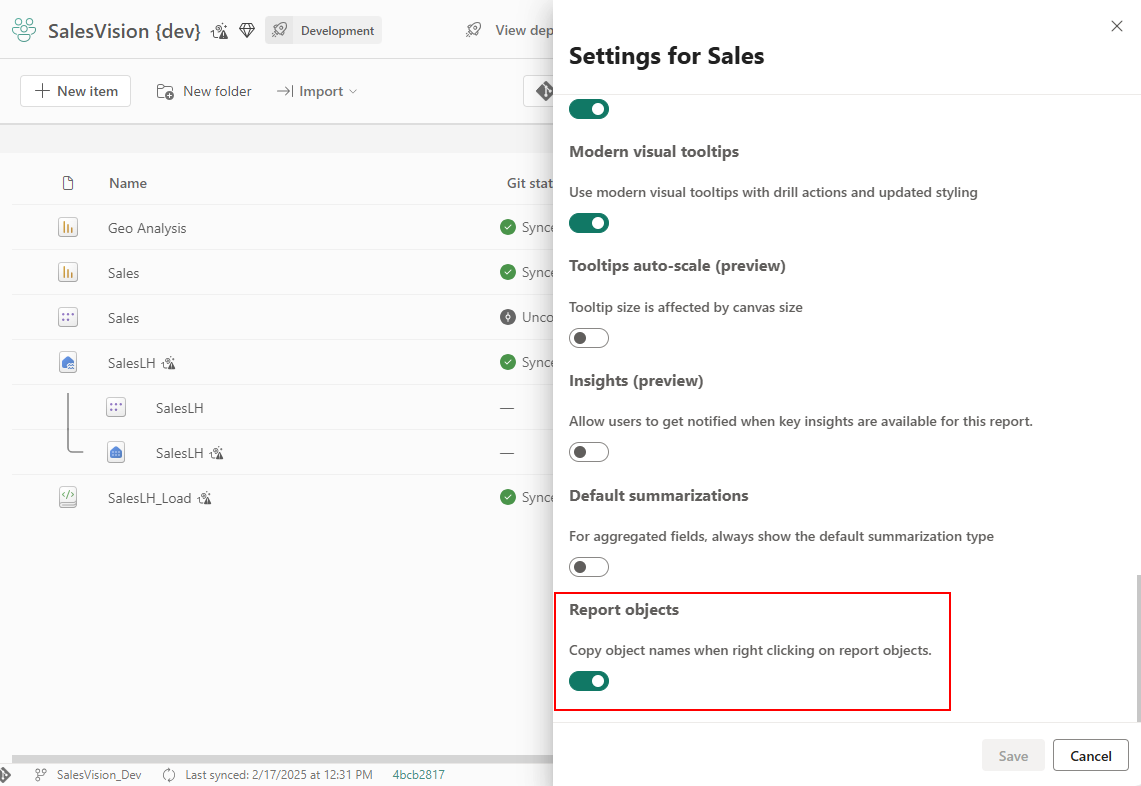 SalesVision {dev}
Development
View dep
New item
New folder
Import
Name
Git stat
Geo Analysis
Synce
Sales
Synce
Sales
Unco
SalesLH
Synce
SalesLH
—
SalesLH
—
SalesLH_Load
Synce
SalesVision_Dev
Last synced: 2/17/2025 at 12:31 PM
4bcb2817
Settings for Sales
Modern visual tooltips
Use modern visual tooltips with drill actions and updated styling
Tooltips auto-scale (preview)
Tooltip size is affected by canvas size
Insights (preview)
Allow users to get notified when key insights are available for this report.
Default summarizations
For aggregated fields, always show the default summarization type
Report objects
Copy object names when right clicking on report objects.
Save
Cancel